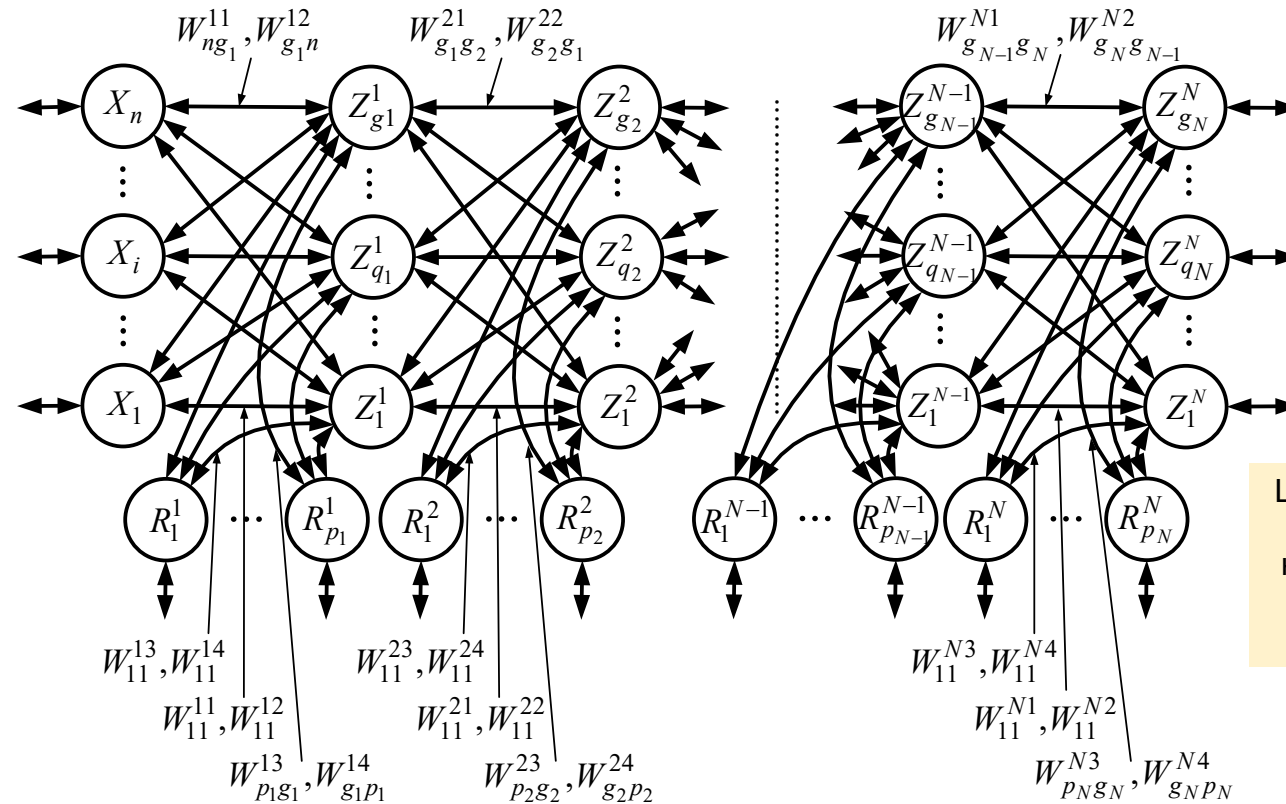 W^{11}_{ng_1}, W^{12}_{g_1n} W^{21}_{g_1g_2}, W^{22}_{g_2g_1} W^{N1}_{g_{N-1}g_N}, W^{N2}_{g_Ng_{N-1}}
X_n Z^1_{g1} Z^2_{g_2} Z^{N-1}_{g_{N-1}} Z^N_{g_N}
X_i Z^1_{q_1} Z^2_{q_2} Z^{N-1}_{q_{N-1}} Z^N_{q_N}
X_1 Z^1_1 Z^2_1 Z^{N-1}_1 Z^N_1
L
R^1_1 ... R^1_{p_1} R^2_1 ... R^2_{p_2} R^{N-1}_1 ... R^{N-1}_{p_{N-1}} R^N_1 ... R^N_{p_N}
W^{13}_{11}, W^{14}_{11} W^{23}_{11}, W^{24}_{11} W^{N3}_{11}, W^{N4}_{11}
W^{11}_{11}, W^{12}_{11} W^{21}_{11}, W^{22}_{11} W^{N1}_{11}, W^{N2}_{11}
W^{13}_{p_1g_1}, W^{14}_{g_1p_1} W^{23}_{p_2g_2}, W^{24}_{g_2p_2} W^{N3}_{p_Ng_N}, W^{N4}_{g_Np_N}